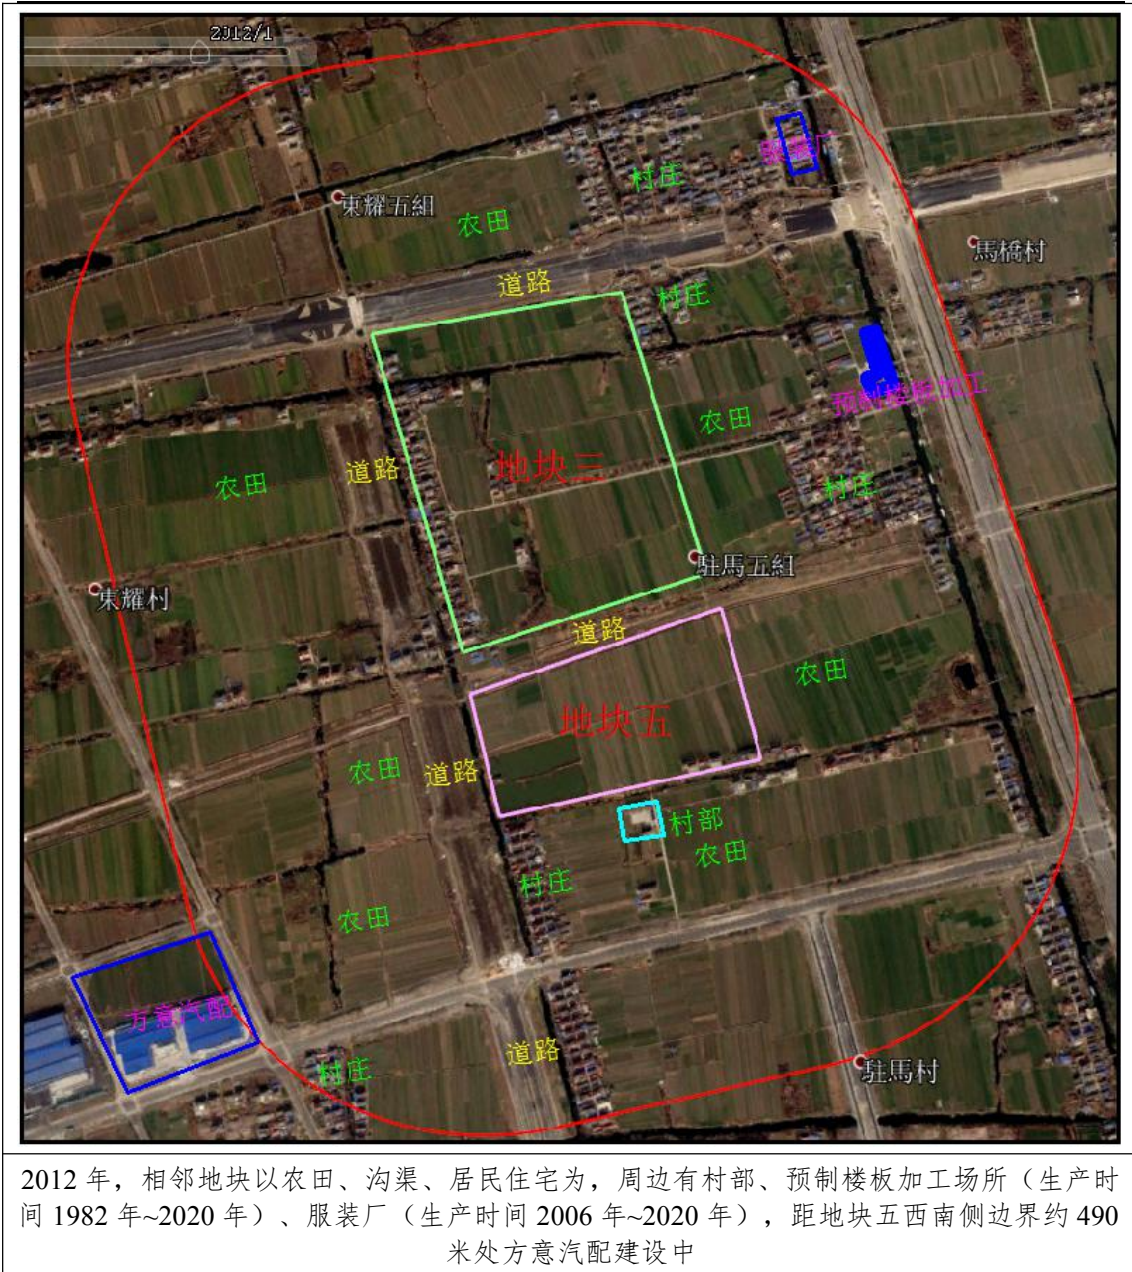 2012/1
服装厂
村庄
東耀五組
农田
馬橋村
道路
村庄
预制楼板加工
农田
地块三
道路
农田
村庄
駐馬五組
東耀村
道路
农田
地块五
农田
道路
村部
农田
村庄
农田
方意汽配
道路
村庄
駐馬村
2012 年，相邻地块以农田、沟渠、居民住宅为，周边有村部、预制楼板加工场所（生产时
间 1982 年~2020 年）、服装厂（生产时间 2006 年~2020 年），距地块五西南侧边界约 490
米处方意汽配建设中